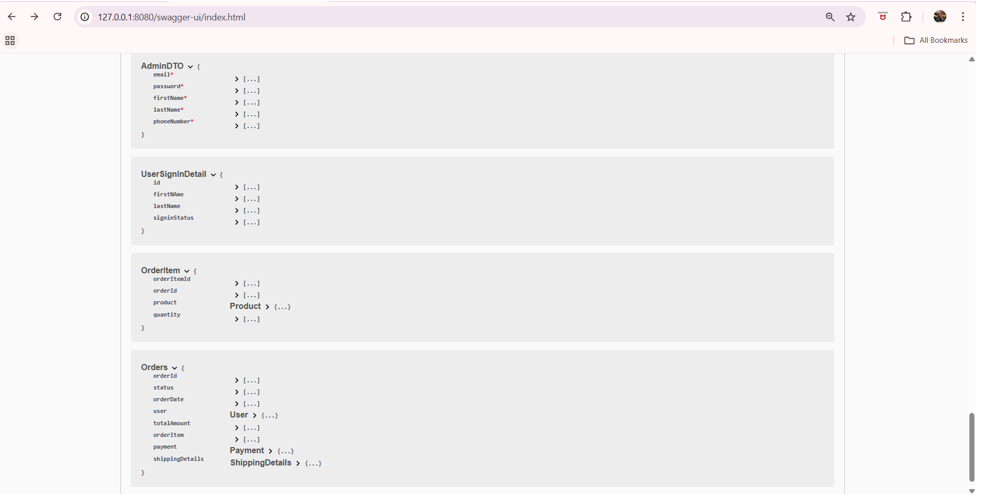 127.0.0.1:8080/swagger-ui/index.html
All Bookmarks
AdminDTO {
email* [...]
password* [...]
firstName* [...]
lastName* [...]
phoneNumber* [...]
}
UserSignInDetail {
id [...]
firstNAme [...]
lastName [...]
signinStatus [...]
}
OrderItem {
orderItemId [...]
orderId [...]
product Product {...}
quantity [...]
}
Orders {
orderId [...]
status [...]
orderDate [...]
user User {...}
totalAmount [...]
orderItem [...]
payment Payment {...}
shippingDetails ShippingDetails {...}
}